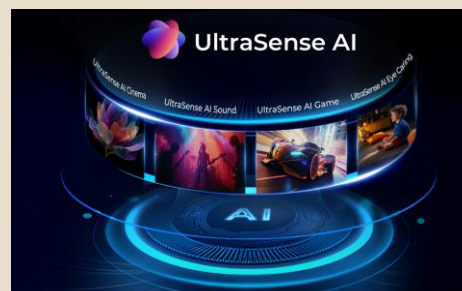 UltraSense AI
UltraSense AI Cinema
UltraSense AI Sound
UltraSense AI Game
UltraSense AI Eye Caring
AI